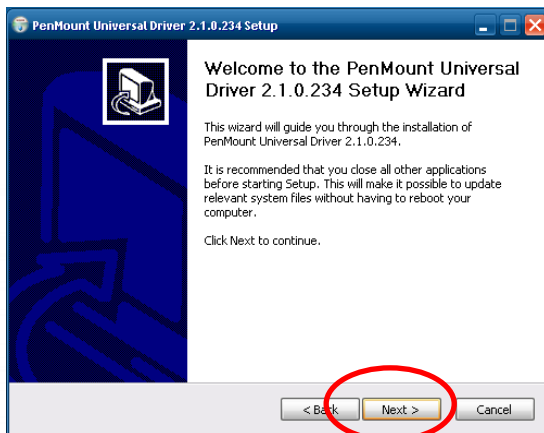 PenMount Universal Driver 2.1.0.234 Setup
Welcome to the PenMount Universal
Driver 2.1.0.234 Setup Wizard
This wizard will guide you through the installation of
PenMount Universal Driver 2.1.0.234.
It is recommended that you close all other applications
before starting Setup. This will make it possible to update
relevant system files without having to reboot your
computer.
Click Next to continue.
< Back
Next >
Cancel